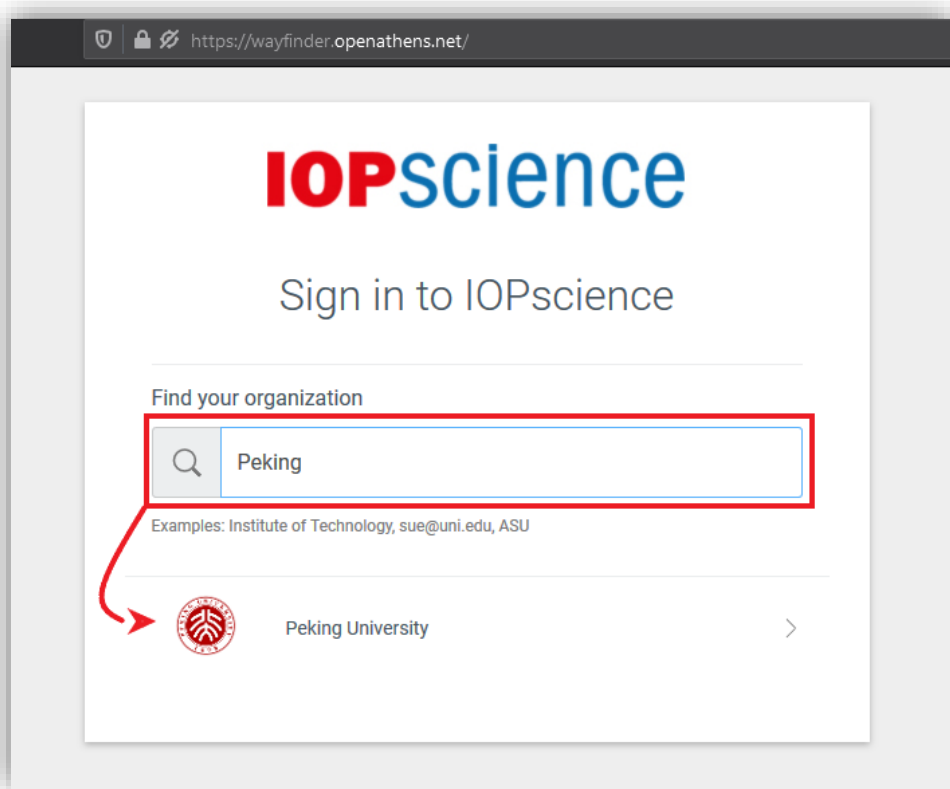 https://wayfinder.openathens.net/
IOPscience
Sign in to IOPscience
Find your organization
Peking
Examples: Institute of Technology, sue@uni.edu, ASU
Peking University